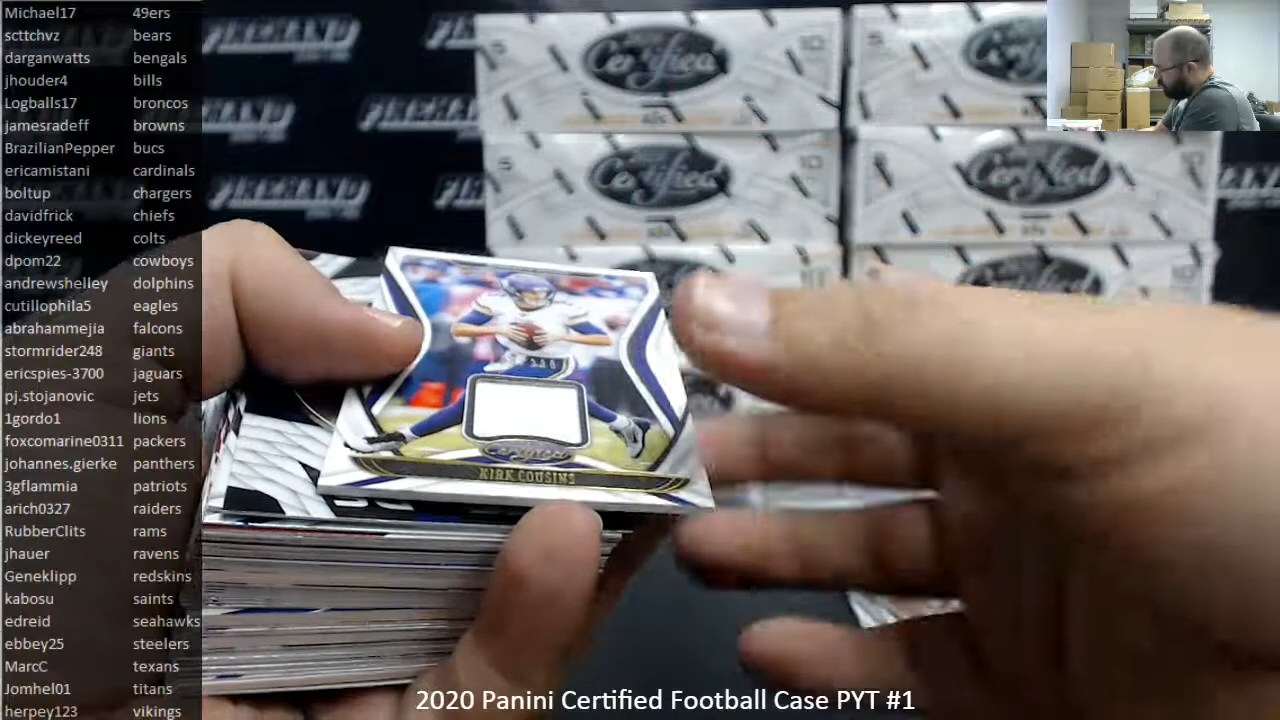 Michael17 49ers
scttchvz bears
darganwatts bengals
jhouder4 bills
Logballs17 broncos
jamesradeff browns
BrazilianPepper bucs
ericamistani cardinals
boltup chargers
davidfrick chiefs
dickeyreed colts
dpom22 cowboys
andrewshelley dolphins
cutillophila5 eagles
abrahammejia falcons
stormrider248 giants
ericspies-3700 jaguars
pj.stojanovic jets
1gordo1 lions
foxcomarine0311 packers
johannes.gierke panthers
3gflammia patriots
arich0327 raiders
RubberClits rams
jhauer ravens
Geneklipp redskins
kabosu saints
edreid seahawks
ebbey25 steelers
MarcC texans
Jomhel01 titans
herpey123 vikings
Certified
Certified
Certified
Certified
Certified
KIRK COUSINS
2020 Panini Certified Football Case PYT #1